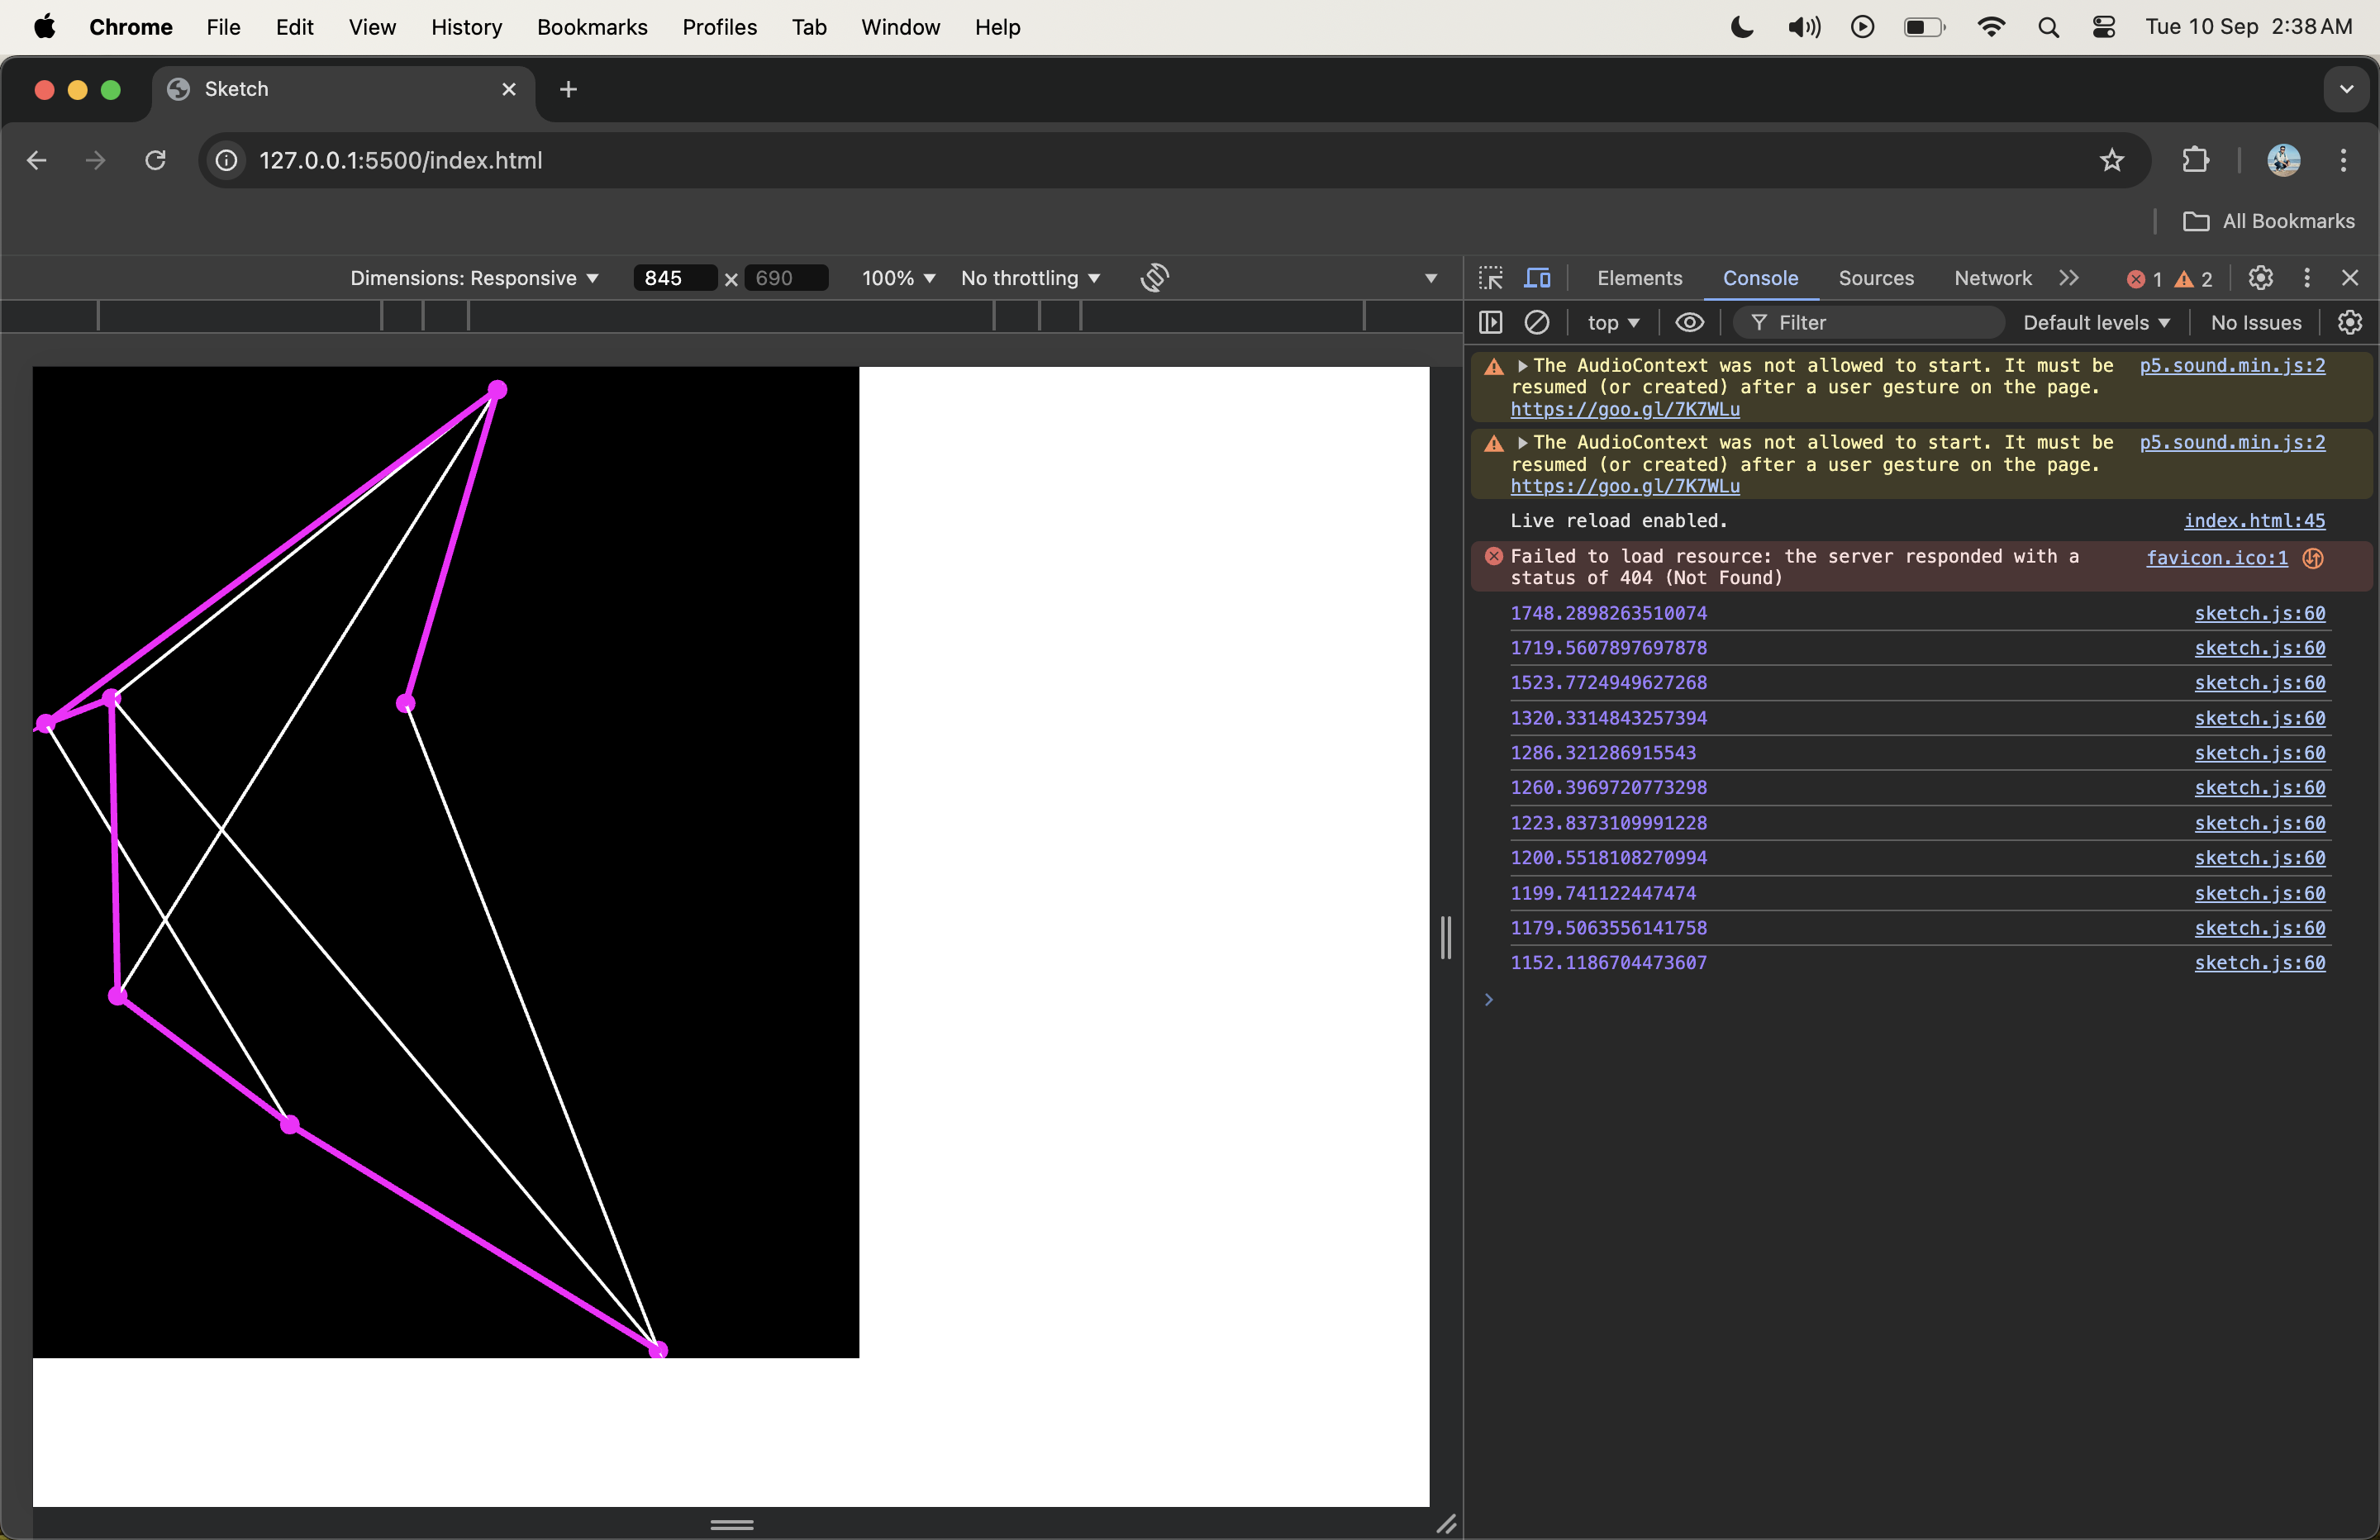 Chrome File Edit View History Bookmarks Profiles Tab Window Help Tue 10 Sep 2:38 AM
Sketch
127.0.0.1:5500/index.html
All Bookmarks
Dimensions: Responsive 845 × 690 100% No throttling
Elements Console Sources Network 1 2
top Filter Default levels No Issues
The AudioContext was not allowed to start. It must be p5.sound.min.js:2
resumed (or created) after a user gesture on the page.
https://goo.gl/7K7WLu
The AudioContext was not allowed to start. It must be p5.sound.min.js:2
resumed (or created) after a user gesture on the page.
https://goo.gl/7K7WLu
Live reload enabled. index.html:45
Failed to load resource: the server responded with a favicon.ico:1
status of 404 (Not Found)
1748.2898263510074 sketch.js:60
1719.5607897697878 sketch.js:60
1523.7724949627268 sketch.js:60
1320.3314843257394 sketch.js:60
1286.321286915543 sketch.js:60
1260.3969720773298 sketch.js:60
1223.8373109991228 sketch.js:60
1200.5518108270994 sketch.js:60
1199.741122447474 sketch.js:60
1179.5063556141758 sketch.js:60
1152.1186704473607 sketch.js:60